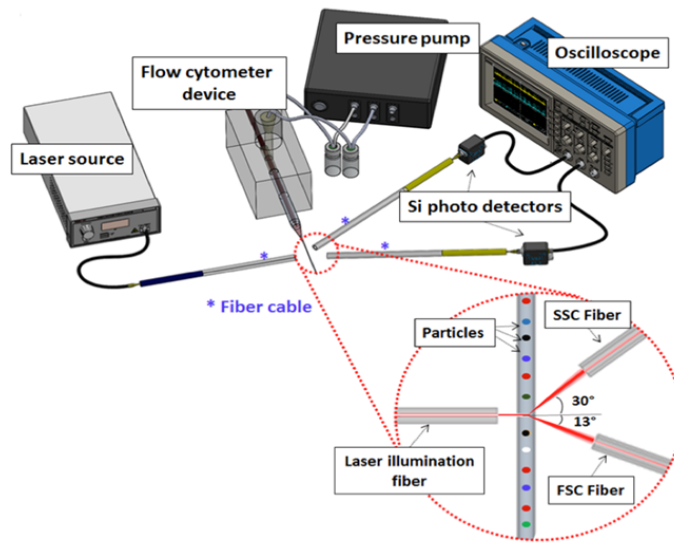 Pressure pump
Oscilloscope
Flow cytometer
device
Laser source
Si photo detectors
*
*
*
* Fiber cable
Particles
SSC Fiber
30°
13°
Laser illumination
fiber
FSC Fiber